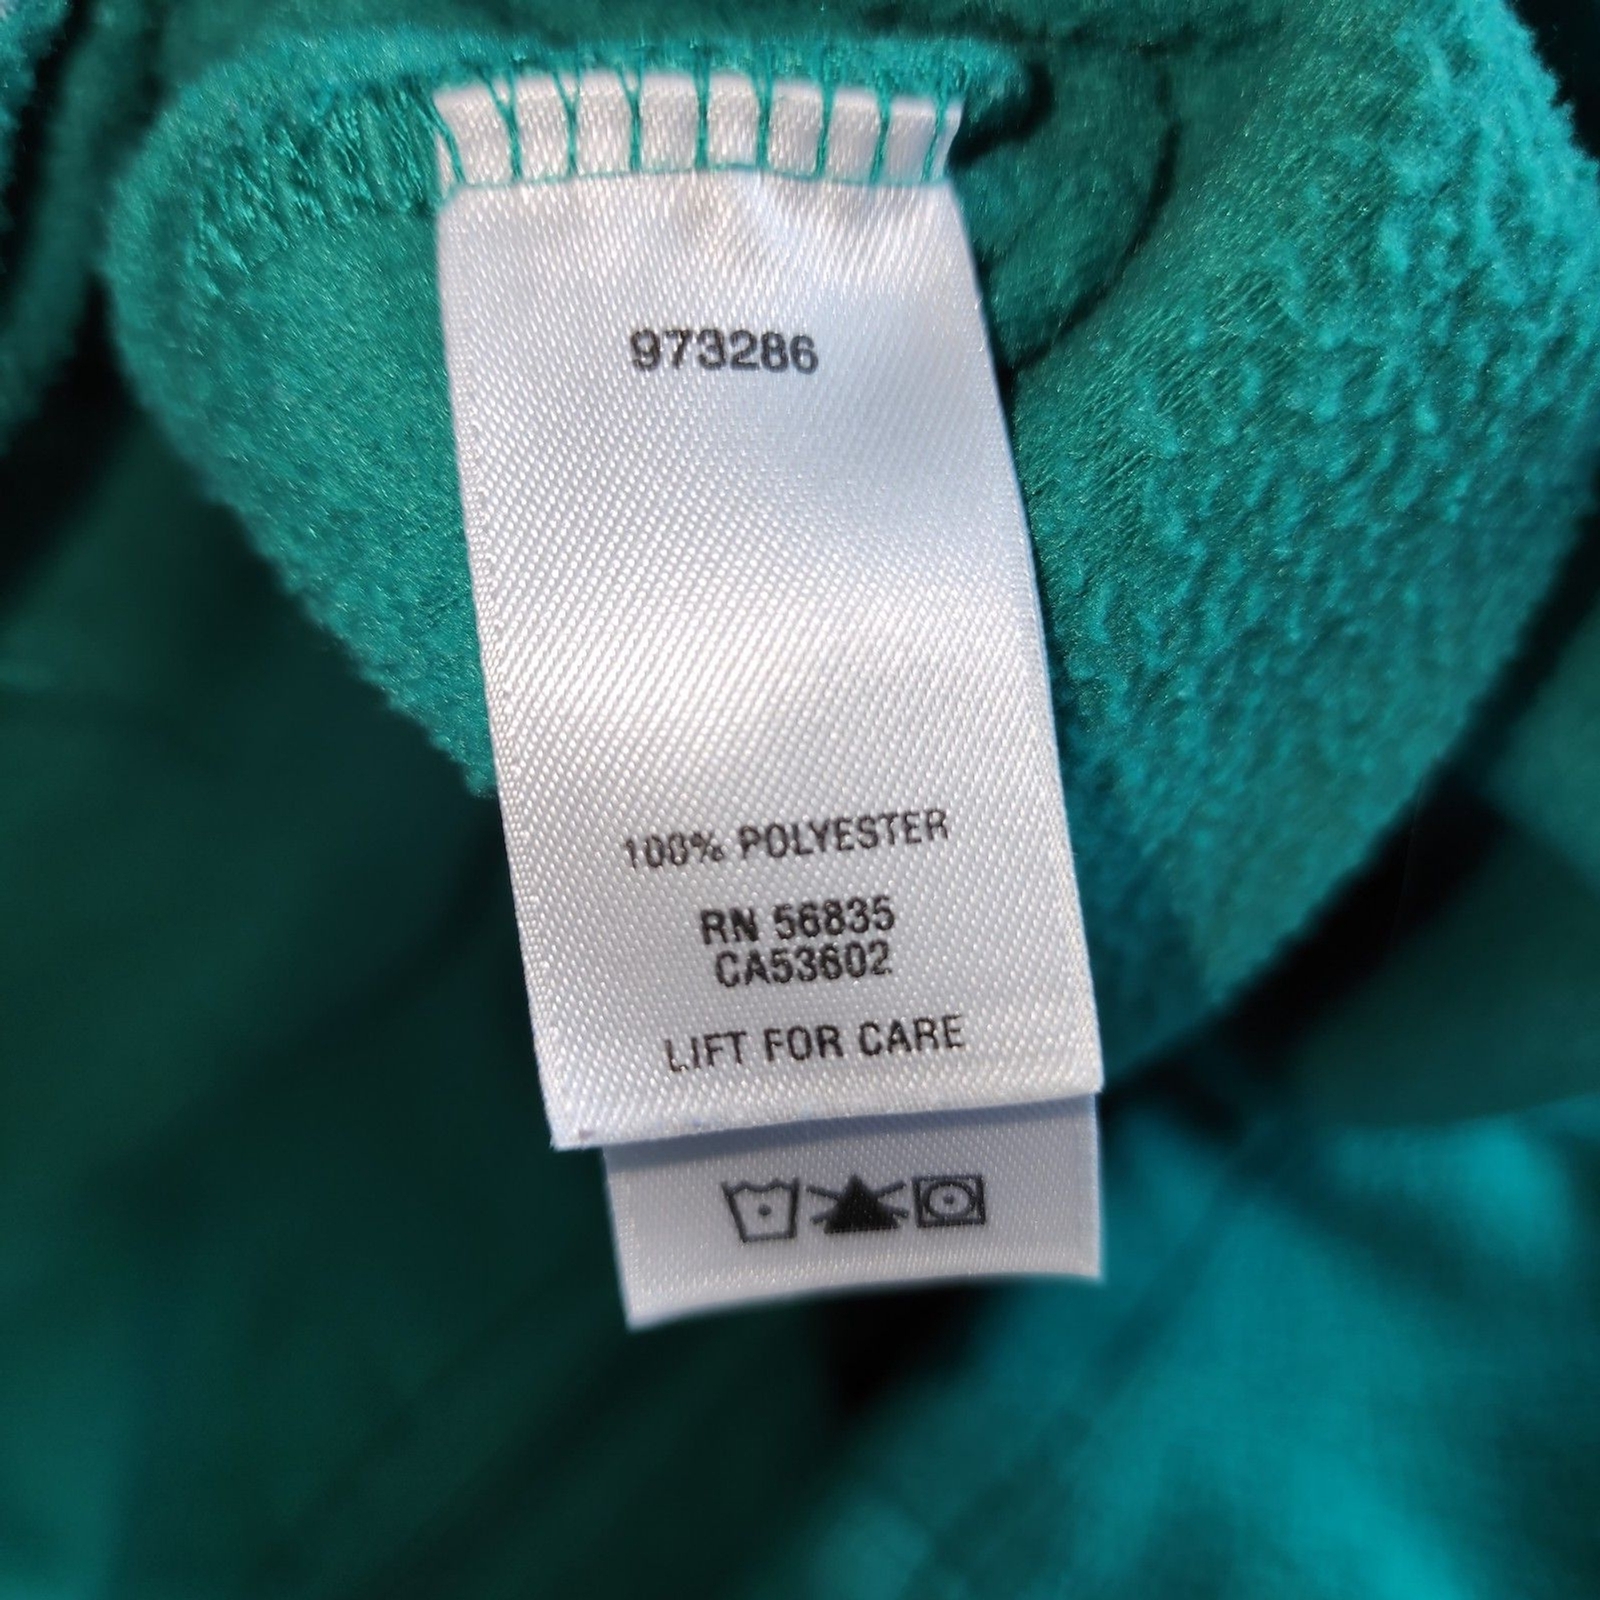 973286
100% POLYESTER
RN 56835
CA53602
LIFT FOR CARE